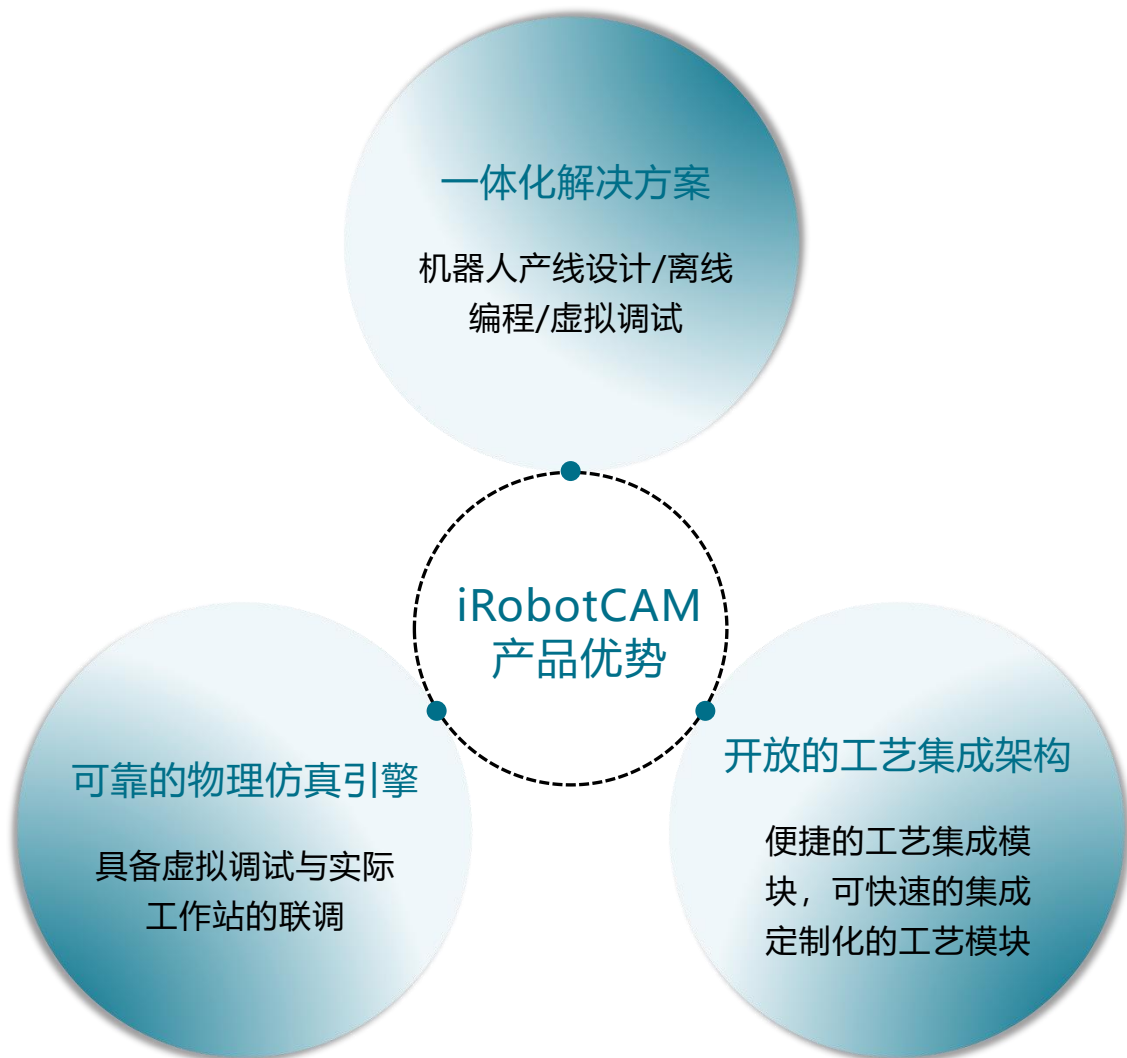 一体化解决方案
机器人产线设计/离线
编程/虚拟调试
iRobotCAM
产品优势
可靠的物理仿真引擎
具备虚拟调试与实际
工作站的联调
开放的工艺集成架构
便捷的工艺集成模
块，可快速的集成
定制化的工艺模块